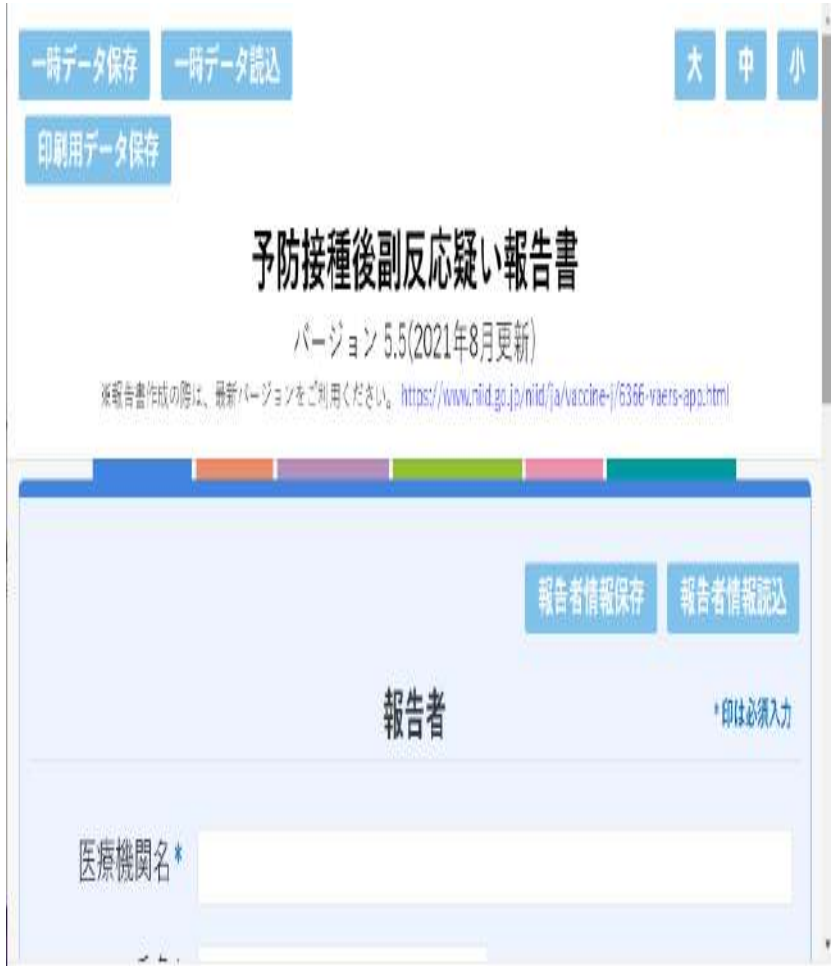 一時データ保存 一時データ読込
大 中 小
印刷用データ保存
予防接種後副反応疑い報告書
バージョン 5.5(2021年8月更新)
※報告書作成の際は、最新バージョンをご利用ください。 https://www.niid.go.jp/niid/ja/vaccine-j/6366-vaers-app.html
報告者情報保存 報告者情報読込
報告者
*印は必須入力
医療機関名*